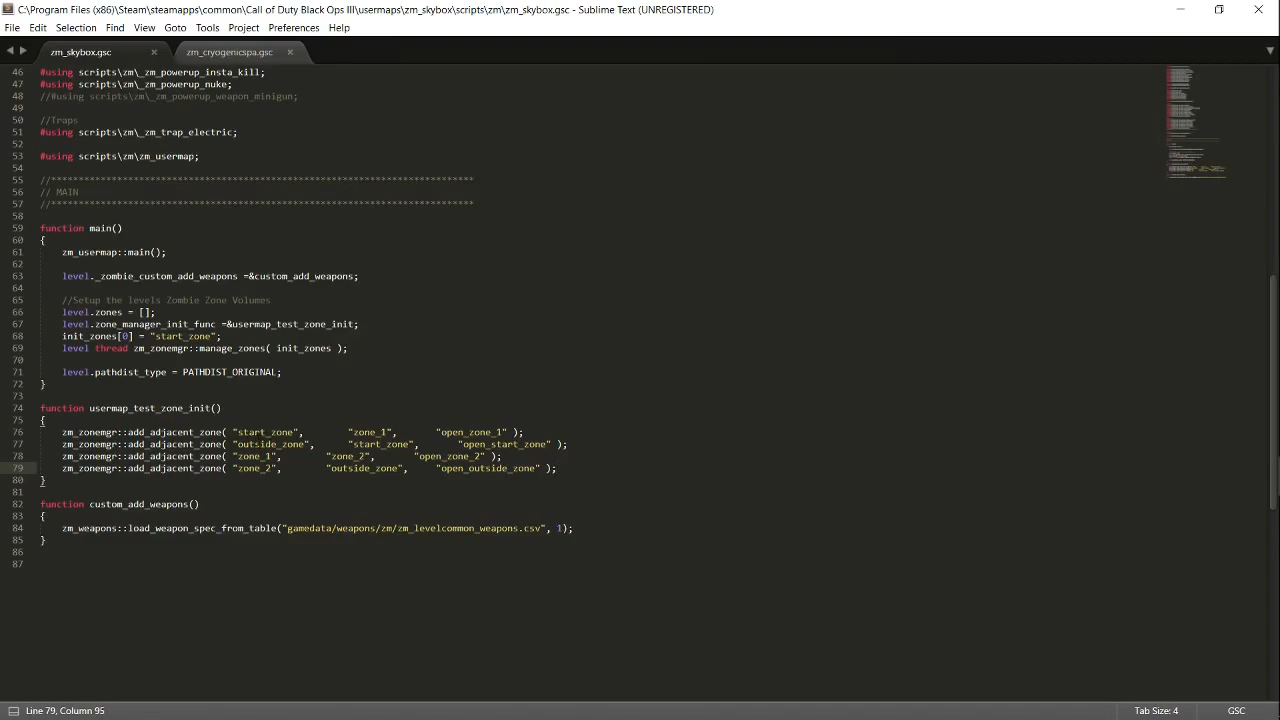 C:\Program Files (x86)\Steam\steamapps\common\Call of Duty Black Ops III\usermaps\zm_skybox\scripts\zm\zm_skybox.gsc - Sublime Text (UNREGISTERED)
File Edit Selection Find View Goto Tools Project Preferences Help
zm_skybox.gsc × zm_cryogenicspa.gsc ×
46 #using scripts\zm\_zm_powerup_insta_kill;
47 #using scripts\zm\_zm_powerup_nuke;
48 //#using scripts\zm\_zm_powerup_weapon_minigun;
49
50 //Traps
51 #using scripts\zm\_zm_trap_electric;
52
53 #using scripts\zm\zm_usermap;
54
55 //*****************************************************************************
56 // MAIN
57 //*****************************************************************************
58
59 function main()
60 {
61 zm_usermap::main();
62
63 level._zombie_custom_add_weapons =&custom_add_weapons;
64
65 //Setup the levels Zombie Zone Volumes
66 level.zones = [];
67 level.zone_manager_init_func =&usermap_test_zone_init;
68 init_zones[0] = "start_zone";
69 level thread zm_zonemgr::manage_zones( init_zones );
70
71 level.pathdist_type = PATHDIST_ORIGINAL;
72 }
73
74 function usermap_test_zone_init()
75 {
76 zm_zonemgr::add_adjacent_zone( "start_zone", "zone_1", "open_zone_1" );
77 zm_zonemgr::add_adjacent_zone( "outside_zone", "start_zone", "open_start_zone" );
78 zm_zonemgr::add_adjacent_zone( "zone_1", "zone_2", "open_zone_2" );
79 zm_zonemgr::add_adjacent_zone( "zone_2", "outside_zone", "open_outside_zone" );
80 }
81
82 function custom_add_weapons()
83 {
84 zm_weapons::load_weapon_spec_from_table("gamedata/weapons/zm/zm_levelcommon_weapons.csv", 1);
85 }
86
87
Line 79, Column 95 Tab Size: 4 GSC